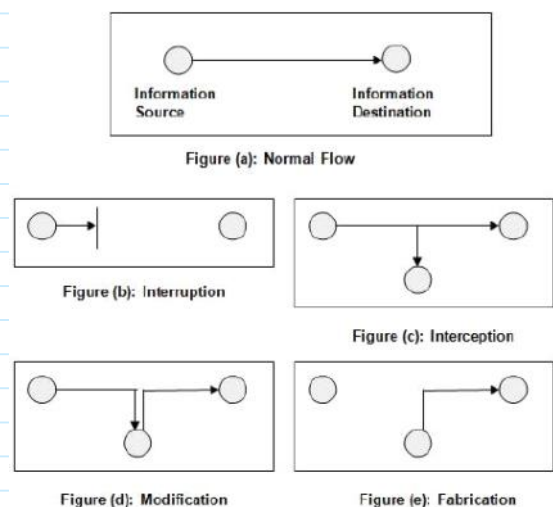 Information Source
Information Destination
Figure (a): Normal Flow
Figure (b): Interruption
Figure (c): Interception
Figure (d): Modification
Figure (e): Fabrication